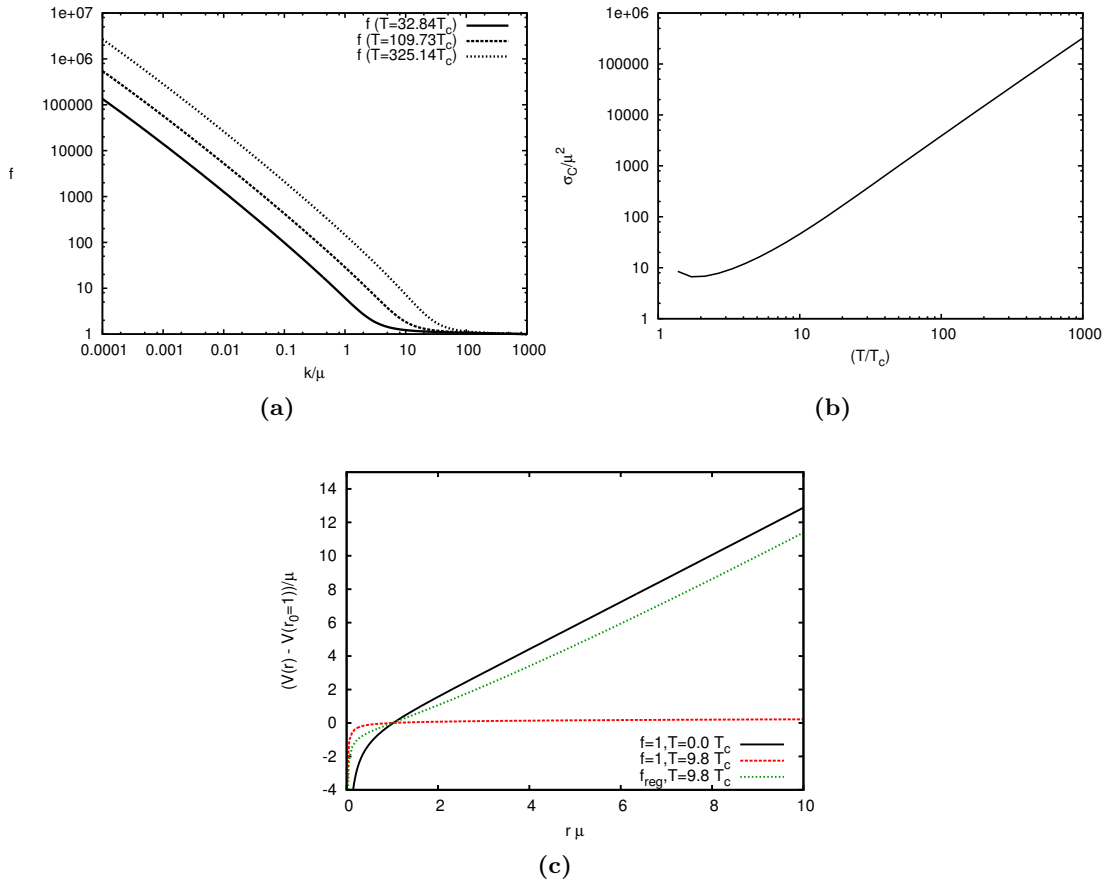 1e+07
1e+06
100000
10000
1000
100
10
1
f
0.0001 0.001 0.01 0.1 1 10 100 1000
k/μ
f (T=32.84T_c)
f (T=109.73T_c)
f (T=325.14T_c)
(a)
1e+06
100000
10000
1000
100
10
1
σ_C/μ^2
1 10 100 1000
(T/T_c)
(b)
14
12
10
8
6
4
2
0
-2
-4
(V(r) - V(r_0=1))/μ
0 2 4 6 8 10
r μ
f=1,T=0.0 T_c
f=1,T=9.8 T_c
f_reg,T=9.8 T_c
(c)